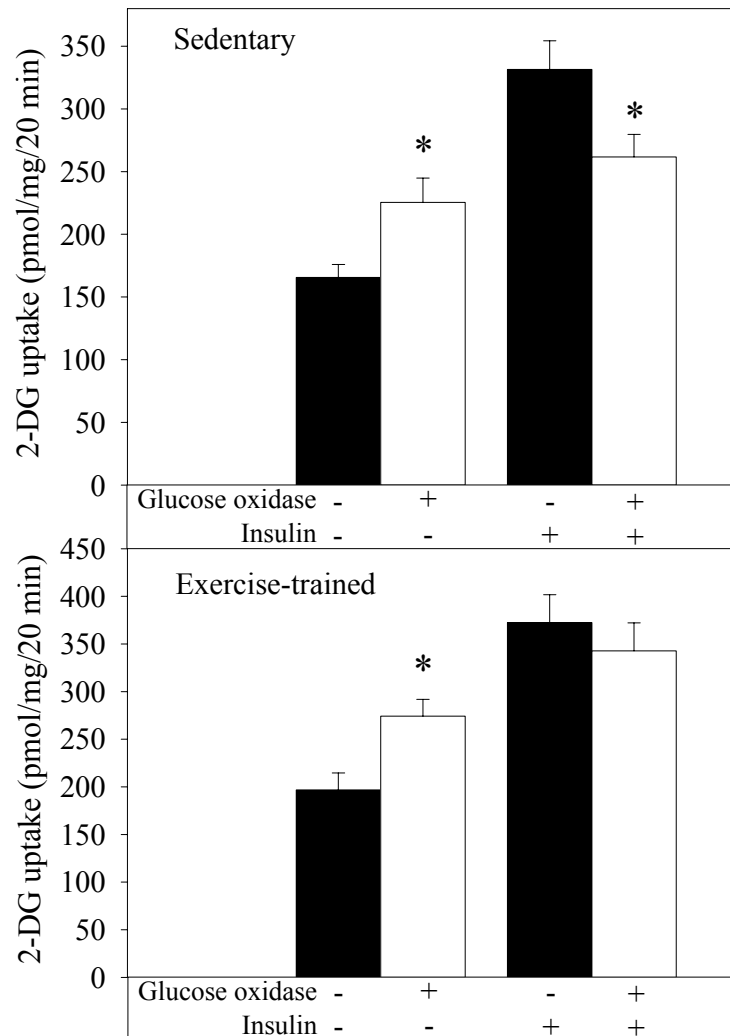 Sedentary
2-DG uptake (pmol/mg/20 min)
350
300
250
200
150
100
50
0
*
*
Glucose oxidase - + - +
Insulin - - + +
Exercise-trained
2-DG uptake (pmol/mg/20 min)
450
400
350
300
250
200
150
100
50
0
*
Glucose oxidase - + - +
Insulin - - + +